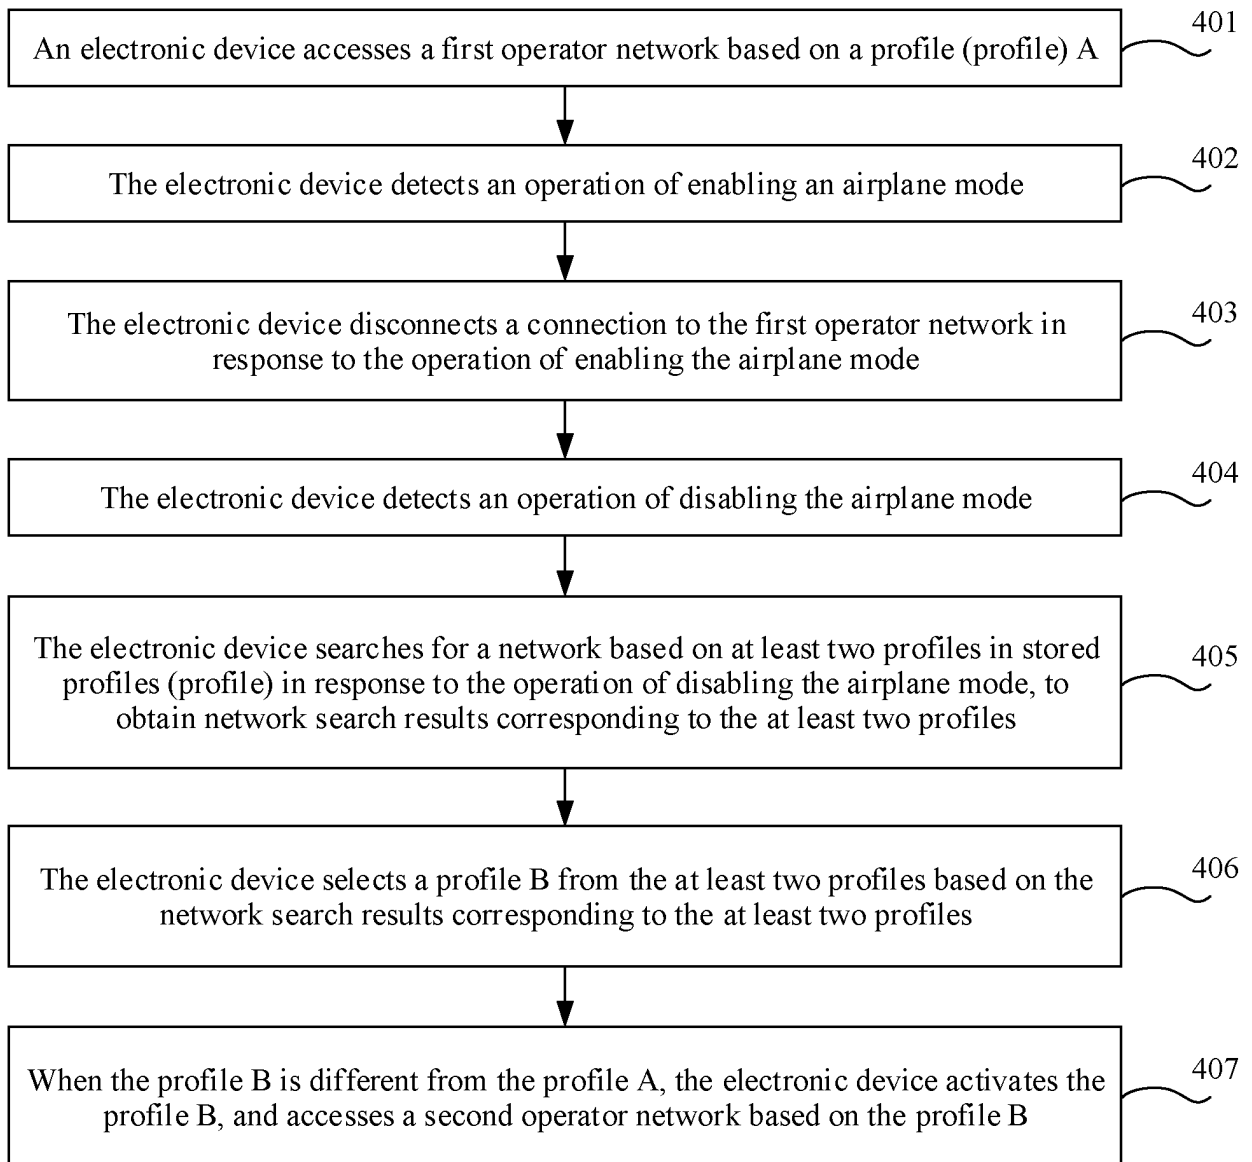 401
An electronic device accesses a first operator network based on a profile (profile) A
402
The electronic device detects an operation of enabling an airplane mode
403
The electronic device disconnects a connection to the first operator network in
response to the operation of enabling the airplane mode
404
The electronic device detects an operation of disabling the airplane mode
405
The electronic device searches for a network based on at least two profiles in stored
profiles (profile) in response to the operation of disabling the airplane mode, to
obtain network search results corresponding to the at least two profiles
406
The electronic device selects a profile B from the at least two profiles based on the
network search results corresponding to the at least two profiles
407
When the profile B is different from the profile A, the electronic device activates the
profile B, and accesses a second operator network based on the profile B